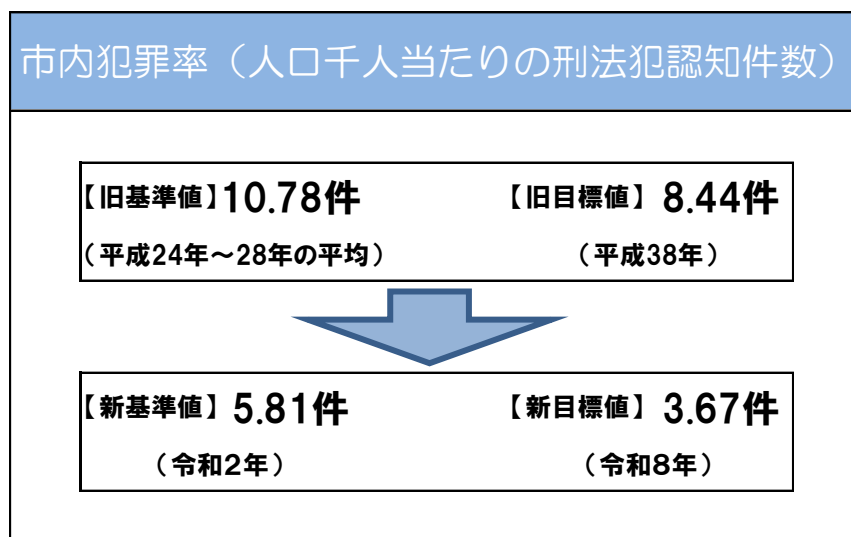 市内犯罪率（人口千人当たりの刑法犯認知件数）
【旧基準値】10.78件 【旧目標値】 8.44件
（平成24年～28年の平均） （平成38年）
【新基準値】 5.81件 【新目標値】 3.67件
（令和2年） （令和8年）